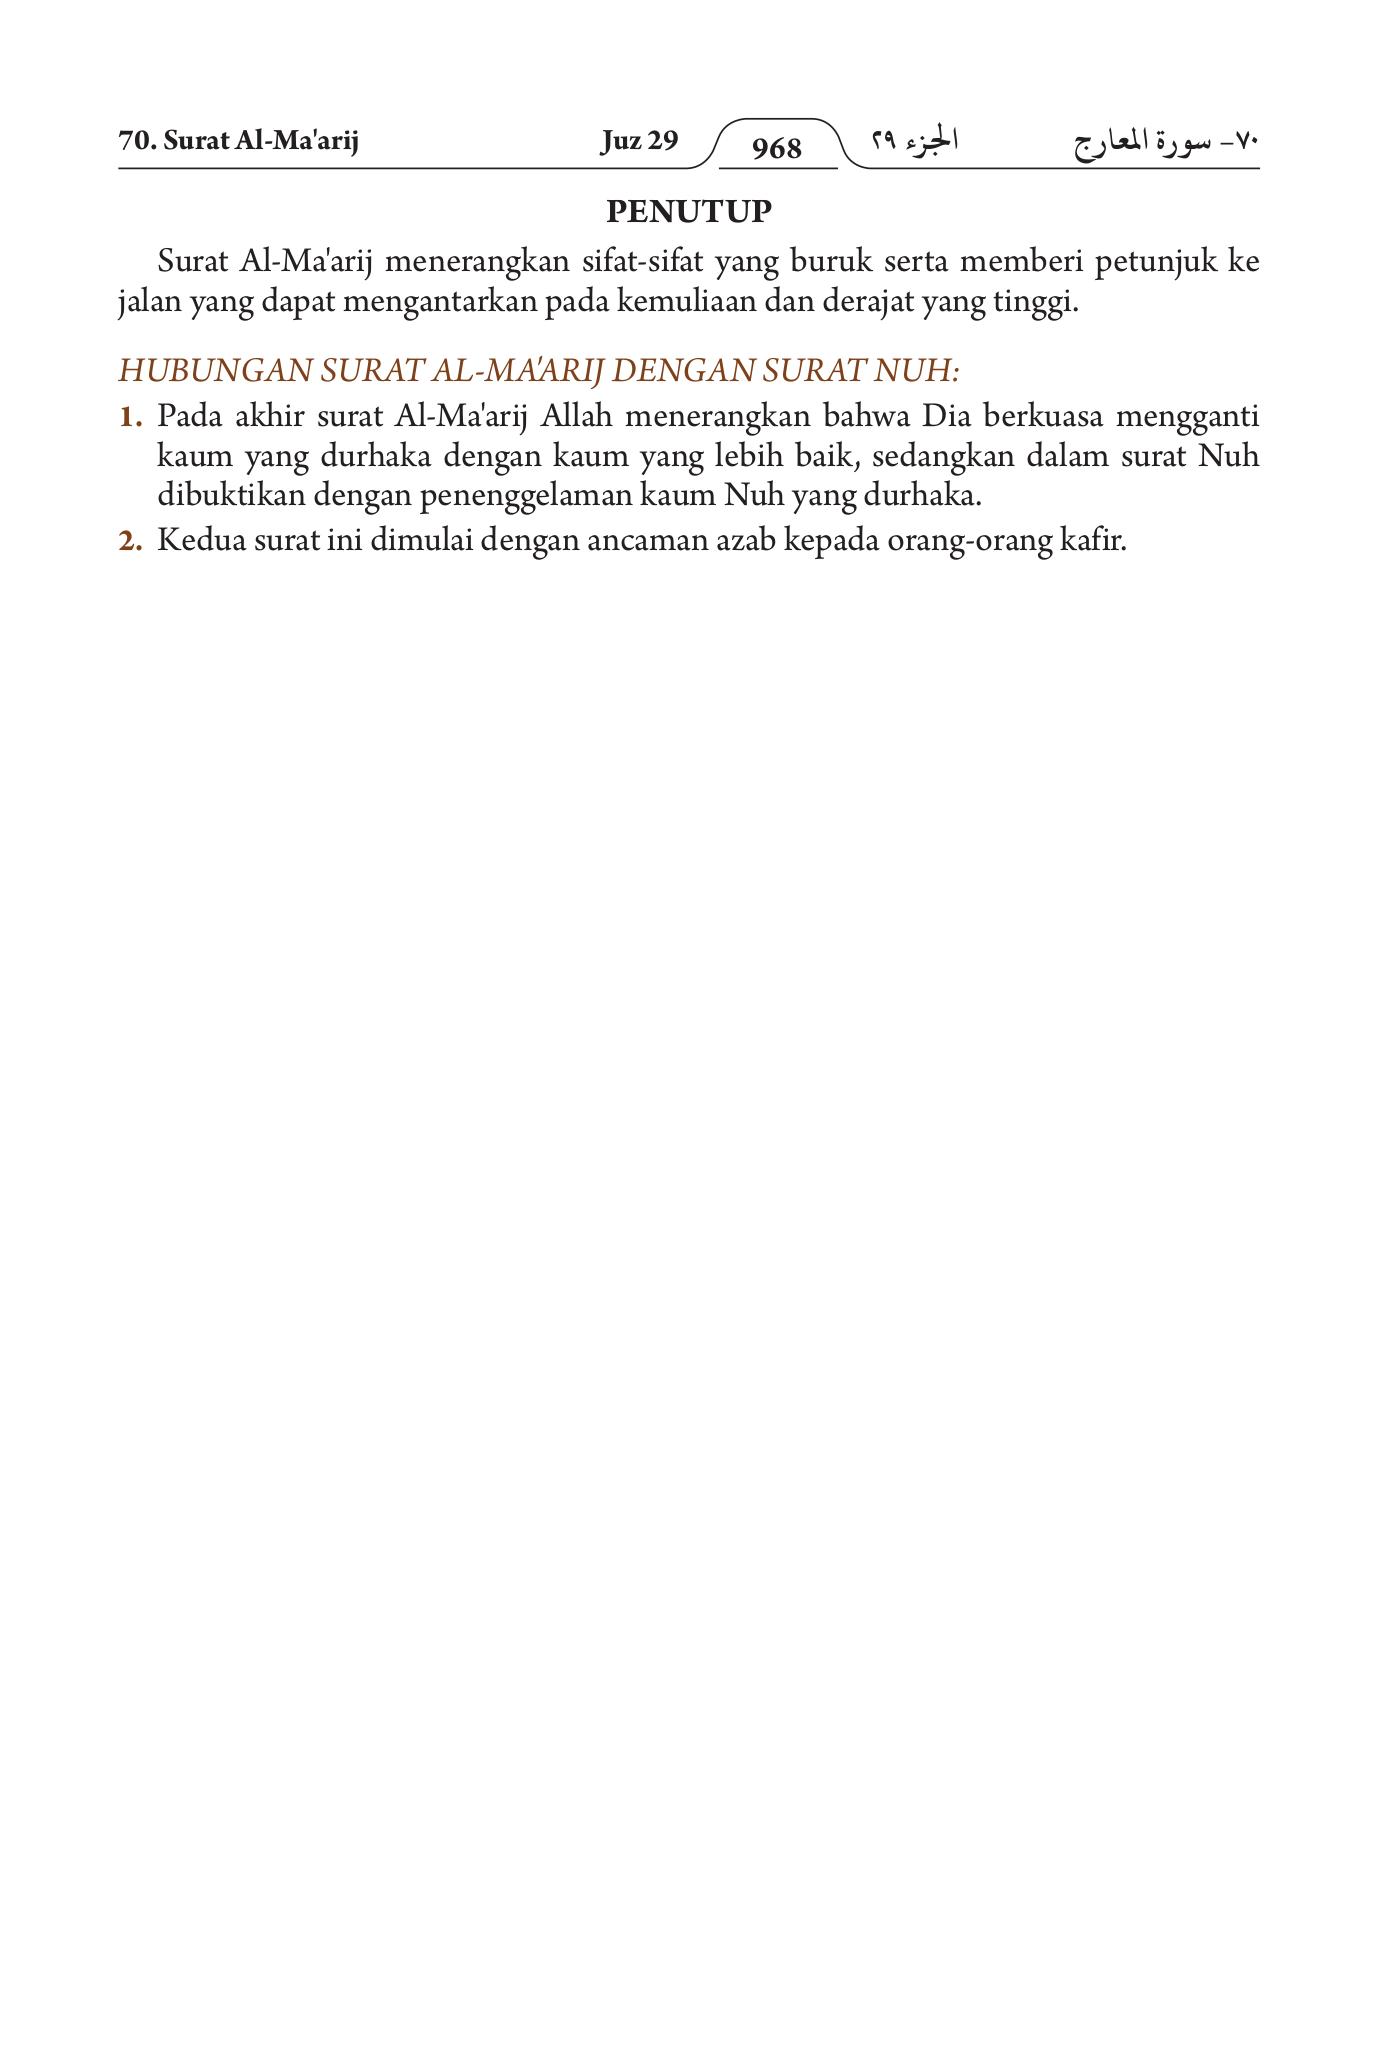 70. Surat Al-Ma'arij Juz 29 968 الجزء ٢٩ ٧٠- سورة المعارج
PENUTUP
Surat Al-Ma'arij menerangkan sifat-sifat yang buruk serta memberi petunjuk ke
jalan yang dapat mengantarkan pada kemuliaan dan derajat yang tinggi.
HUBUNGAN SURAT AL-MA'ARIJ DENGAN SURAT NUH:
1. Pada akhir surat Al-Ma'arij Allah menerangkan bahwa Dia berkuasa mengganti
kaum yang durhaka dengan kaum yang lebih baik, sedangkan dalam surat Nuh
dibuktikan dengan penenggelaman kaum Nuh yang durhaka.
2. Kedua surat ini dimulai dengan ancaman azab kepada orang-orang kafir.